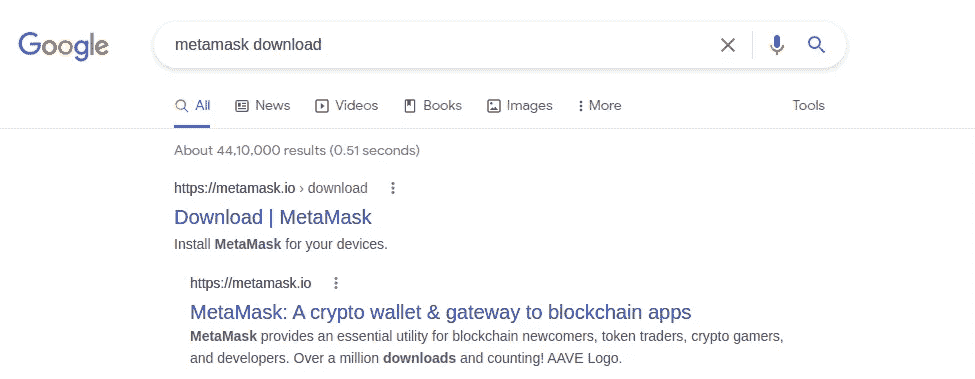 Google
metamask download
All News Videos Books Images More Tools
About 44,10,000 results (0.51 seconds)
https://metamask.io › download
Download | MetaMask
Install MetaMask for your devices.
https://metamask.io
MetaMask: A crypto wallet & gateway to blockchain apps
MetaMask provides an essential utility for blockchain newcomers, token traders, crypto gamers,
and developers. Over a million downloads and counting! AAVE Logo.